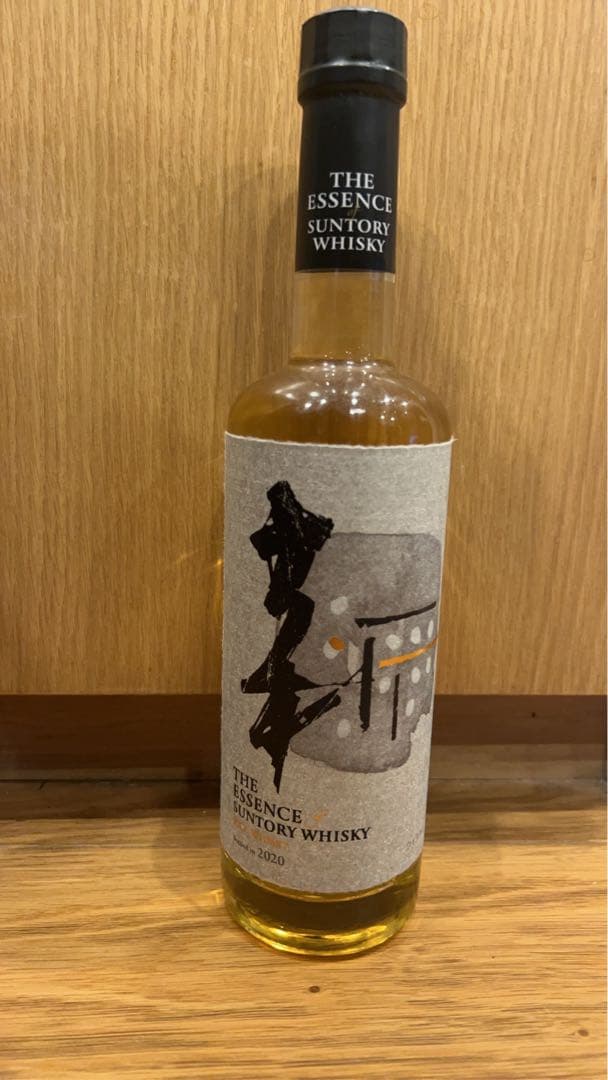 THE
ESSENCE
of
SUNTORY
WHISKY
THE
ESSENCE of
SUNTORY WHISKY
Bottled in 2020